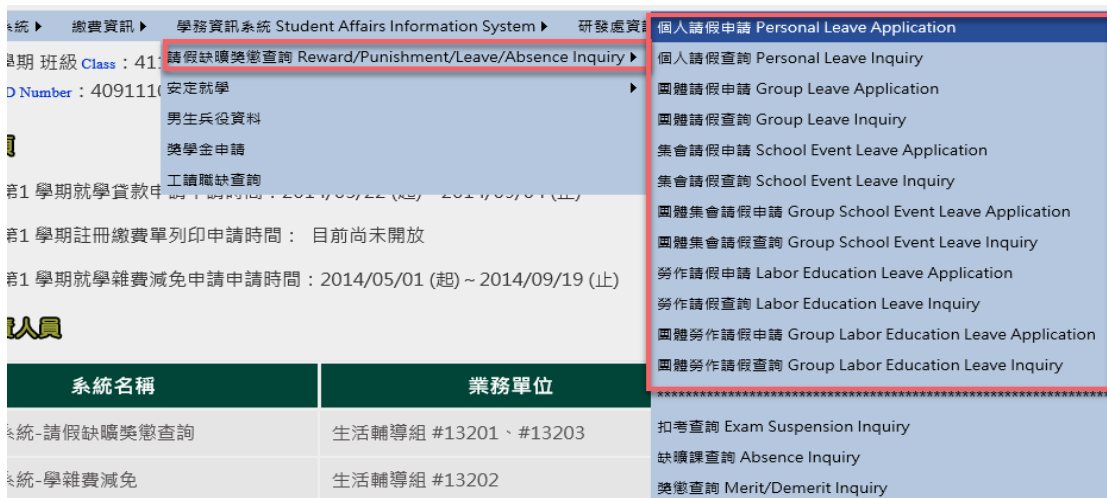 系統▶ 繳費資訊▶ 學務資訊系統 Student Affairs Information System▶ 研發處資
請假缺曠獎懲查詢 Reward/Punishment/Leave/Absence Inquiry▶
安定就學 ▶
男生兵役資料
獎學金申請
工讀職缺查詢
個人請假申請 Personal Leave Application
個人請假查詢 Personal Leave Inquiry
團體請假申請 Group Leave Application
團體請假查詢 Group Leave Inquiry
集會請假申請 School Event Leave Application
集會請假查詢 School Event Leave Inquiry
團體集會請假申請 Group School Event Leave Application
團體集會請假查詢 Group School Event Leave Inquiry
勞作請假申請 Labor Education Leave Application
勞作請假查詢 Labor Education Leave Inquiry
團體勞作請假申請 Group Labor Education Leave Application
團體勞作請假查詢 Group Labor Education Leave Inquiry
扣考查詢 Exam Suspension Inquiry
缺曠課查詢 Absence Inquiry
獎懲查詢 Merit/Demerit Inquiry
學期 班級 Class：41
D Number：4091110
第1 學期就學貸款申
第1 學期註冊繳費單列印申請時間： 目前尚未開放
第1 學期就學雜費減免申請申請時間：2014/05/01 (起)～2014/09/19 (止)
人員
系統名稱 業務單位
系統-請假缺曠獎懲查詢 生活輔導組 #13201、#13203
系統-學雜費減免 生活輔導組 #13202